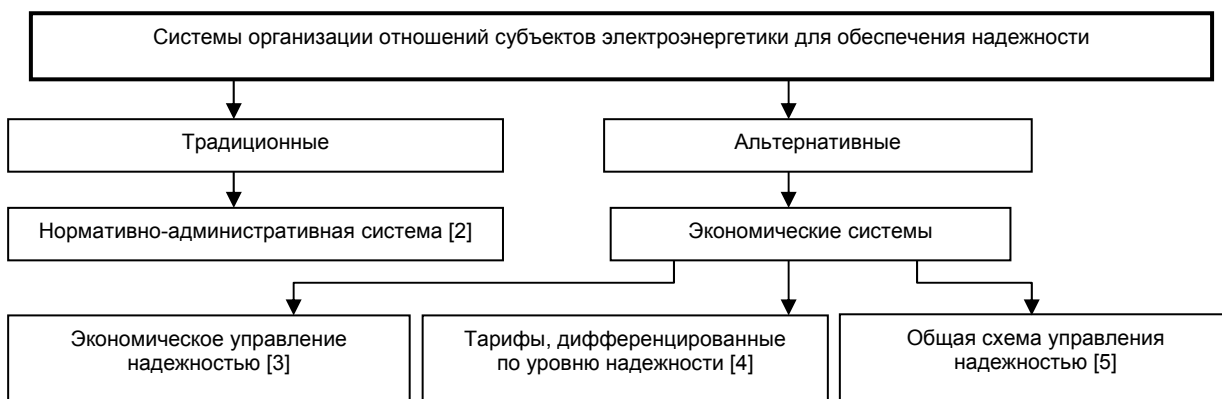 Системы организации отношений субъектов электроэнергетики для обеспечения надежности
Традиционные
Альтернативные
Нормативно-административная система [2]
Экономические системы
Экономическое управление
надежностью [3]
Тарифы, дифференцированные
по уровню надежности [4]
Общая схема управления
надежностью [5]